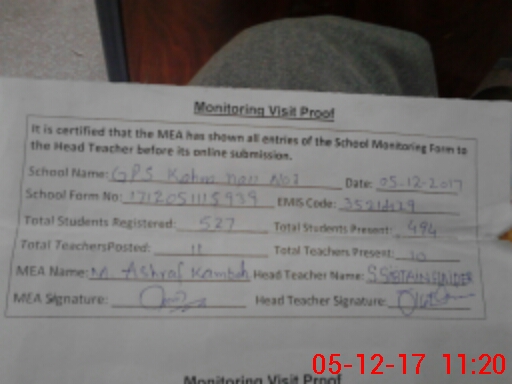 Monitoring Visit Proof
It is certified that the MEA has shown all entries of the School Monitoring Form to
the Head Teacher before its online submission.
School Name: GPS Kahna Nau No1 Date: 05-12-2017
School Form No: 1712051115939 EMIS Code:
Total Students Registered: 527 Total Students Present: 494
Total TeachersPosted: 11 Total Teachers Present: 10
MEA Name: M. Ashraf Kamboh Head Teacher Name:
MEA Signature: Head Teacher Signature:
05-12-17 11:20
Monitoring Visit Proof